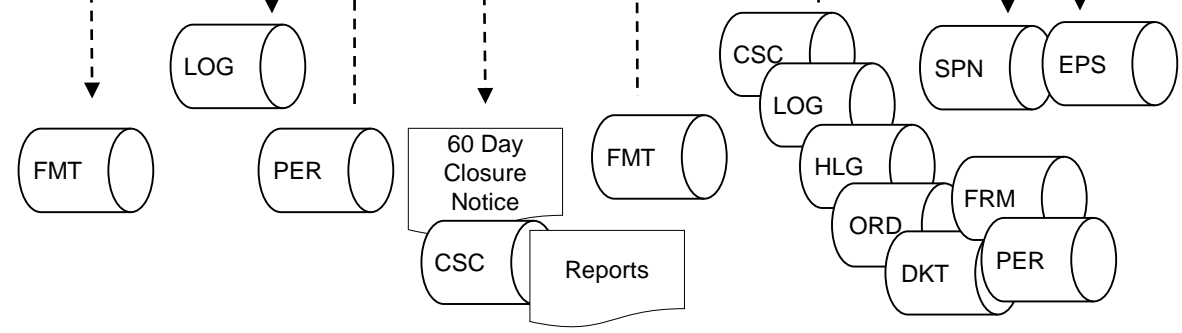 LOG
FMT
PER
60 Day
Closure
Notice
CSC
Reports
FMT
CSC
LOG
HLG
ORD
DKT
FRM
PER
SPN
EPS